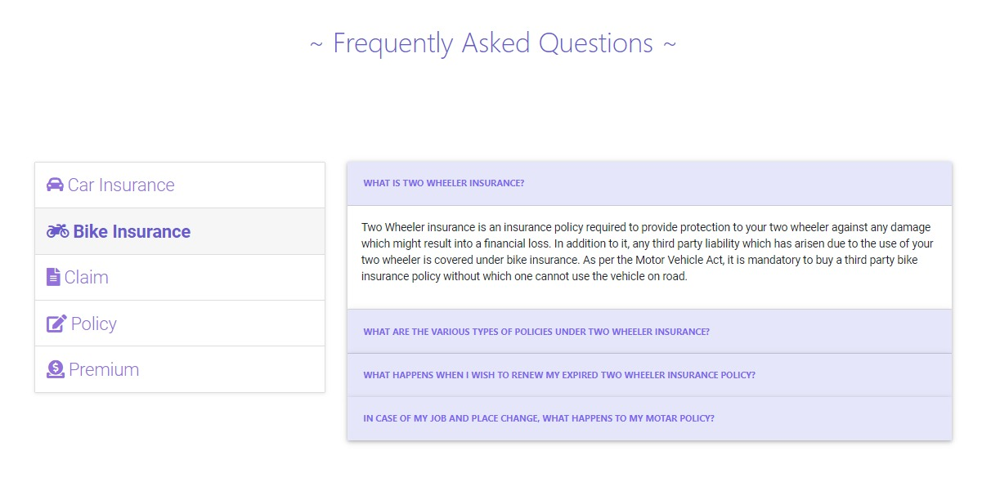 ~ Frequently Asked Questions ~
Car Insurance
Bike Insurance
Claim
Policy
Premium
WHAT IS TWO WHEELER INSURANCE?
Two Wheeler insurance is an insurance policy required to provide protection to your two wheeler against any damage
which might result into a financial loss. In addition to it, any third party liability which has arisen due to the use of your
two wheeler is covered under bike insurance. As per the Motor Vehicle Act, it is mandatory to buy a third party bike
insurance policy without which one cannot use the vehicle on road.
WHAT ARE THE VARIOUS TYPES OF POLICIES UNDER TWO WHEELER INSURANCE?
WHAT HAPPENS WHEN I WISH TO RENEW MY EXPIRED TWO WHEELER INSURANCE POLICY?
IN CASE OF MY JOB AND PLACE CHANGE, WHAT HAPPENS TO MY MOTAR POLICY?